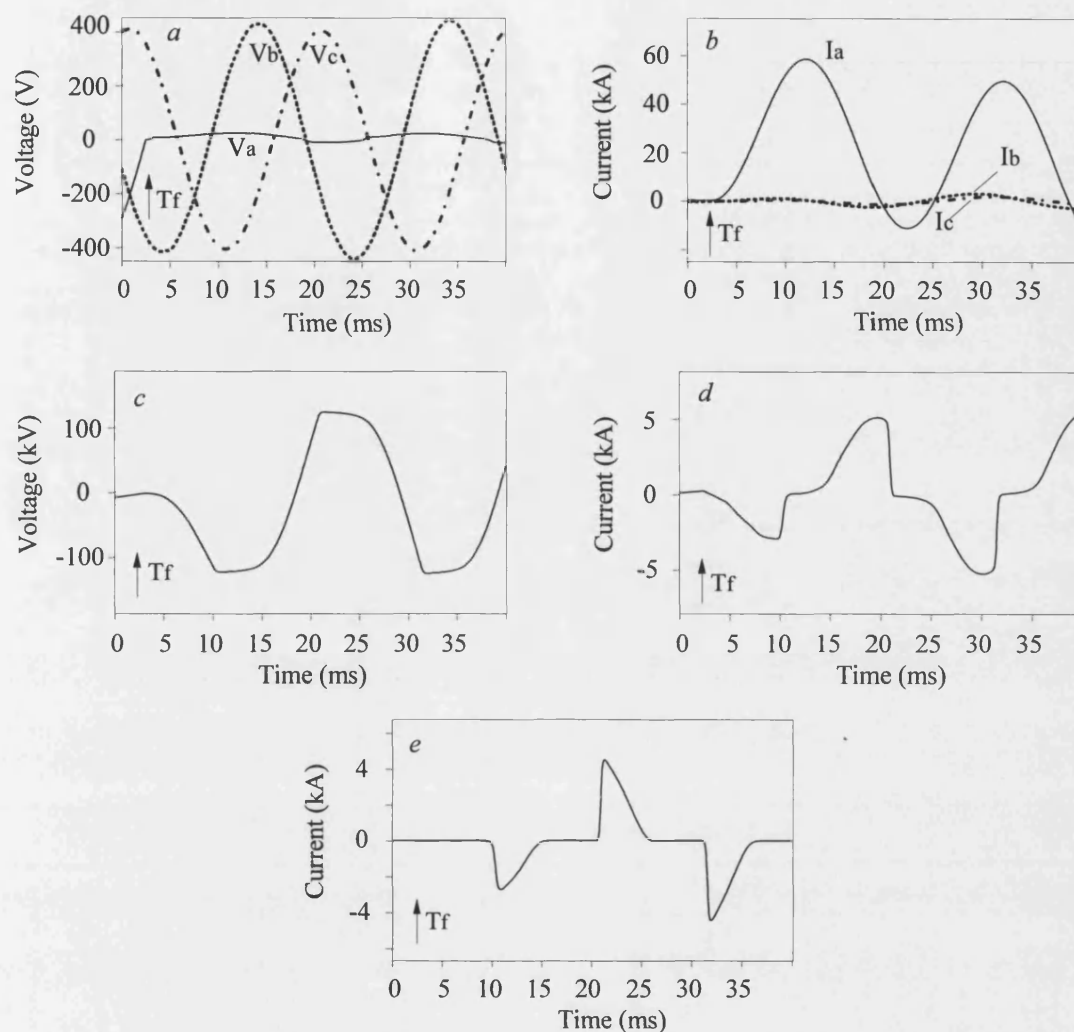 a
Voltage (V)
400
200
0
-200
-400
Vb
Vc
Va
Tf
0 5 10 15 20 25 30 35
Time (ms)
b
Current (kA)
60
40
20
0
Ia
Ib
Ic
Tf
0 5 10 15 20 25 30 35
Time (ms)
c
Voltage (kV)
100
0
-100
Tf
0 5 10 15 20 25 30 35
Time (ms)
d
Current (kA)
5
0
-5
Tf
0 5 10 15 20 25 30 35
Time (ms)
e
Current (kA)
4
0
-4
Tf
0 5 10 15 20 25 30 35
Time (ms)